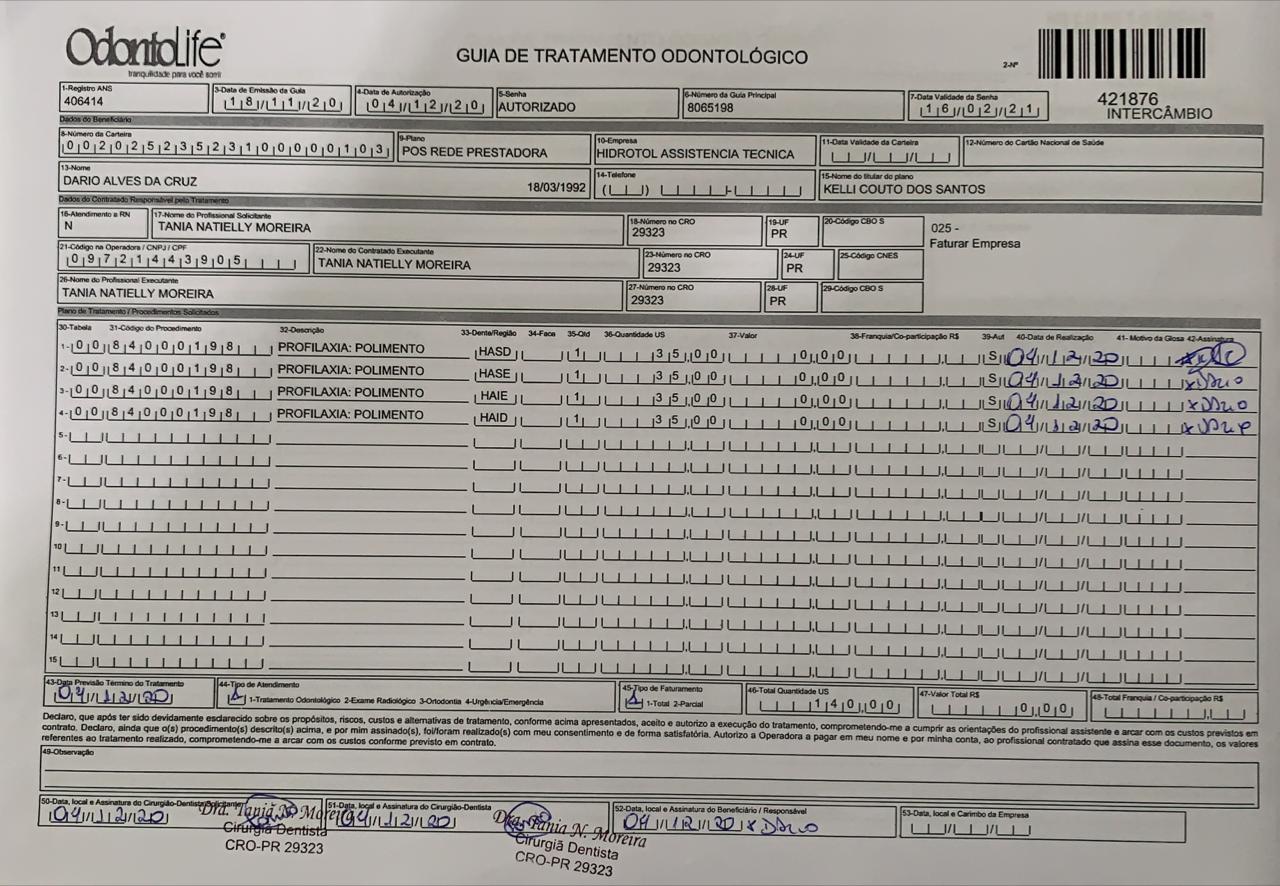 OdontoLife®
tranquilidade para você sorrir
GUIA DE TRATAMENTO ODONTOLÓGICO
2-Nº
421876
INTERCÂMBIO
1-Registro ANS
406414
3-Data de Emissão da Guia
18/11/20
4-Data de Autorização
04/12/20
5-Senha
AUTORIZADO
6-Número da Guia Principal
8065198
7-Data Validade da Senha
16/02/21
Dados do Beneficiário
8-Número da Carteira
00202523523100000103
9-Plano
POS REDE PRESTADORA
10-Empresa
HIDROTOL ASSISTENCIA TECNICA
11-Data Validade da Carteira
12-Número do Cartão Nacional de Saúde
13-Nome
DARIO ALVES DA CRUZ 18/03/1992
14-Telefone
15-Nome do titular do plano
KELLI COUTO DOS SANTOS
Dados do Contratado Responsável pelo Tratamento
16-Atendimento a RN
N
17-Nome do Profissional Solicitante
TANIA NATIELLY MOREIRA
18-Número no CRO
29323
19-UF
PR
20-Código CBO S
025 -
Faturar Empresa
21-Código na Operadora / CNPJ / CPF
09721443905
22-Nome do Contratado Executante
TANIA NATIELLY MOREIRA
23-Número no CRO
29323
24-UF
PR
25-Código CNES
26-Nome do Profissional Executante
TANIA NATIELLY MOREIRA
27-Número no CRO
29323
28-UF
PR
29-Código CBO S
Plano de Tratamento / Procedimentos Solicitados
30-Tabela 31-Código do Procedimento 32-Descrição 33-Dente/Região 34-Face 35-Qtd 36-Quantidade US 37-Valor 38-Franquia/Co-participação R$ 39-Aut 40-Data de Realização 41- Motivo da Glosa 42-Assinatura
1- 00 84000198 PROFILAXIA: POLIMENTO HASD 1 35,00 0,00 S 04/12/20
2- 00 84000198 PROFILAXIA: POLIMENTO HASE 1 35,00 0,00 S 04/12/20 x Dario
3- 00 84000198 PROFILAXIA: POLIMENTO HAIE 1 35,00 0,00 S 04/12/20 x Dario
4- 00 84000198 PROFILAXIA: POLIMENTO HAID 1 35,00 0,00 S 04/12/20 x Dario
5-
6-
7-
8-
9-
10
11
12
13
14
15
43-Data Previsão Término do Tratamento
04/12/20
44-Tipo de Atendimento
1 1-Tratamento Odontológico 2-Exame Radiológico 3-Ortodontia 4-Urgência/Emergência
45-Tipo de Faturamento
1 1-Total 2-Parcial
46-Total Quantidade US
140,00
47-Valor Total R$
0,00
48-Total Franquia / Co-participação R$
Declaro, que após ter sido devidamente esclarecido sobre os propósitos, riscos, custos e alternativas de tratamento, conforme acima apresentados, aceito e autorizo a execução do tratamento, comprometendo-me a cumprir as orientações do profissional assistente e arcar com os custos previstos em
contrato. Declaro, ainda que o(s) procedimento(s) descrito(s) acima, e por mim assinado(s), foi/foram realizado(s) com meu consentimento e de forma satisfatória. Autorizo a Operadora a pagar em meu nome e por minha conta, ao profissional contratado que assina esse documento, os valores
referentes ao tratamento realizado, comprometendo-me a arcar com os custos conforme previsto em contrato.
49-Observação
50-Data, local e Assinatura do Cirurgião-Dentista Solicitante
04/12/20
Dra. Tania N. Moreira
Cirurgiã Dentista
CRO-PR 29323
51-Data, local e Assinatura do Cirurgião-Dentista
04/12/20
Dra. Tania N. Moreira
Cirurgiã Dentista
CRO-PR 29323
52-Data, local e Assinatura do Beneficiário / Responsável
04/12/20 x Dario
53-Data, local e Carimbo da Empresa